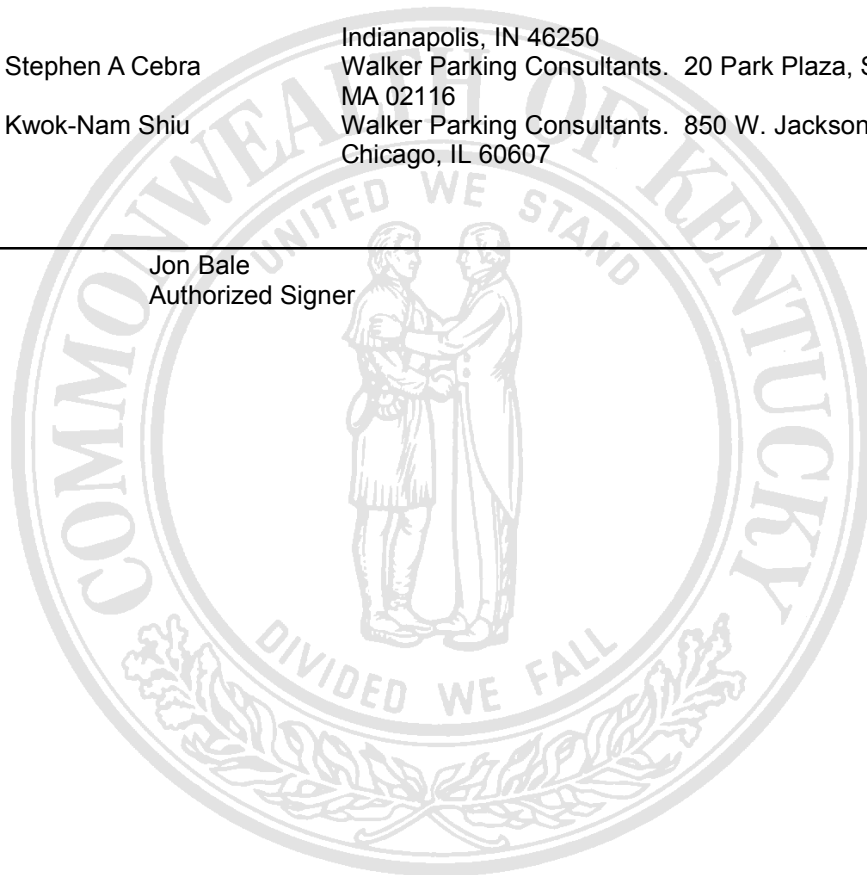 Indianapolis, IN 46250
Stephen A Cebra Walker Parking Consultants. 20 Park Plaza, S
MA 02116
Kwok-Nam Shiu Walker Parking Consultants. 850 W. Jackson
Chicago, IL 60607
Jon Bale
Authorized Signer
COMMONWEALTH OF KENTUCKY
UNITED WE STAND
DIVIDED WE FALL